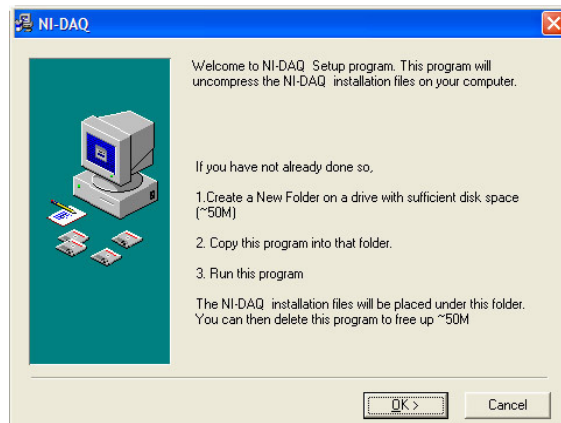 NI-DAQ
Welcome to NI-DAQ Setup program. This program will
uncompress the NI-DAQ installation files on your computer.
If you have not already done so,
1.Create a New Folder on a drive with sufficient disk space
(~50M)
2. Copy this program into that folder.
3. Run this program
The NI-DAQ installation files will be placed under this folder.
You can then delete this program to free up ~50M
OK >
Cancel